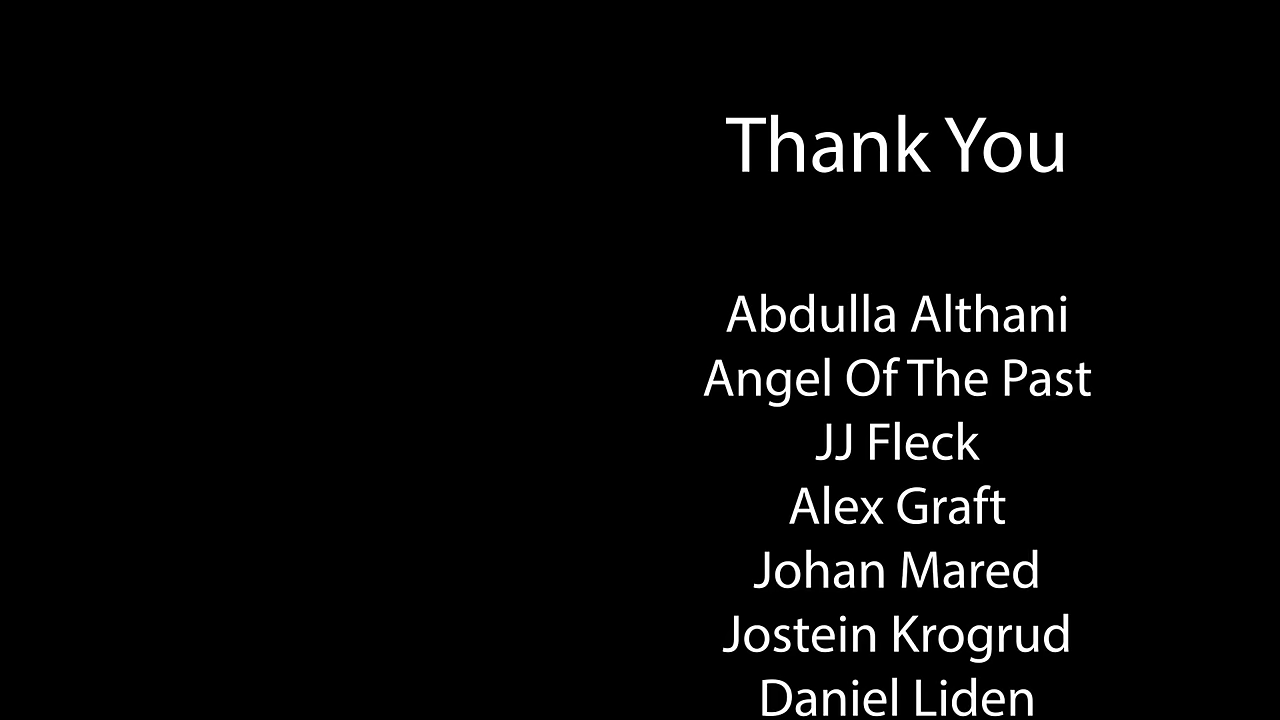 Thank You
Abdulla Althani
Angel Of The Past
JJ Fleck
Alex Graft
Johan Mared
Jostein Krogrud
Daniel Liden